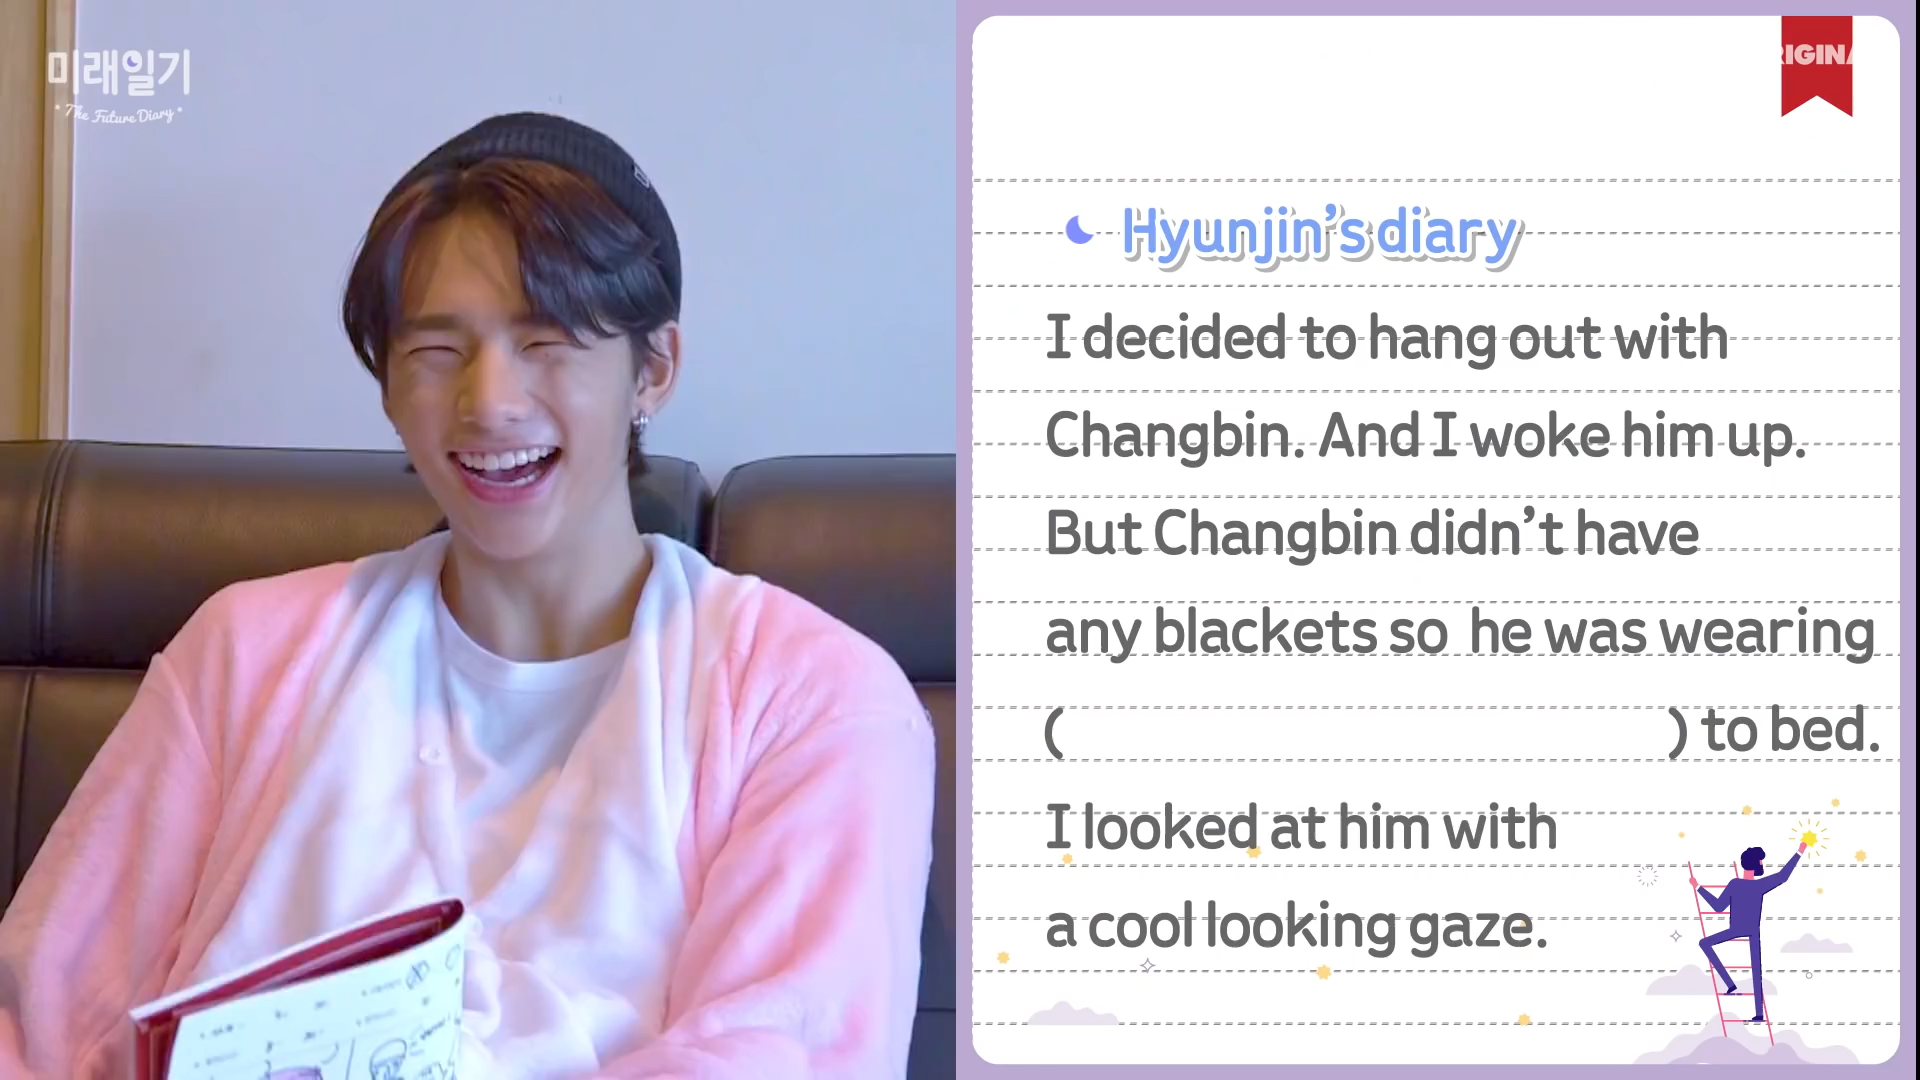 미래일기
The Future Diary
RIGINA
Hyunjin's diary
I decided to hang out with
Changbin. And I woke him up.
But Changbin didn't have
any blackets so he was wearing
( ) to bed.
I looked at him with
a cool looking gaze.